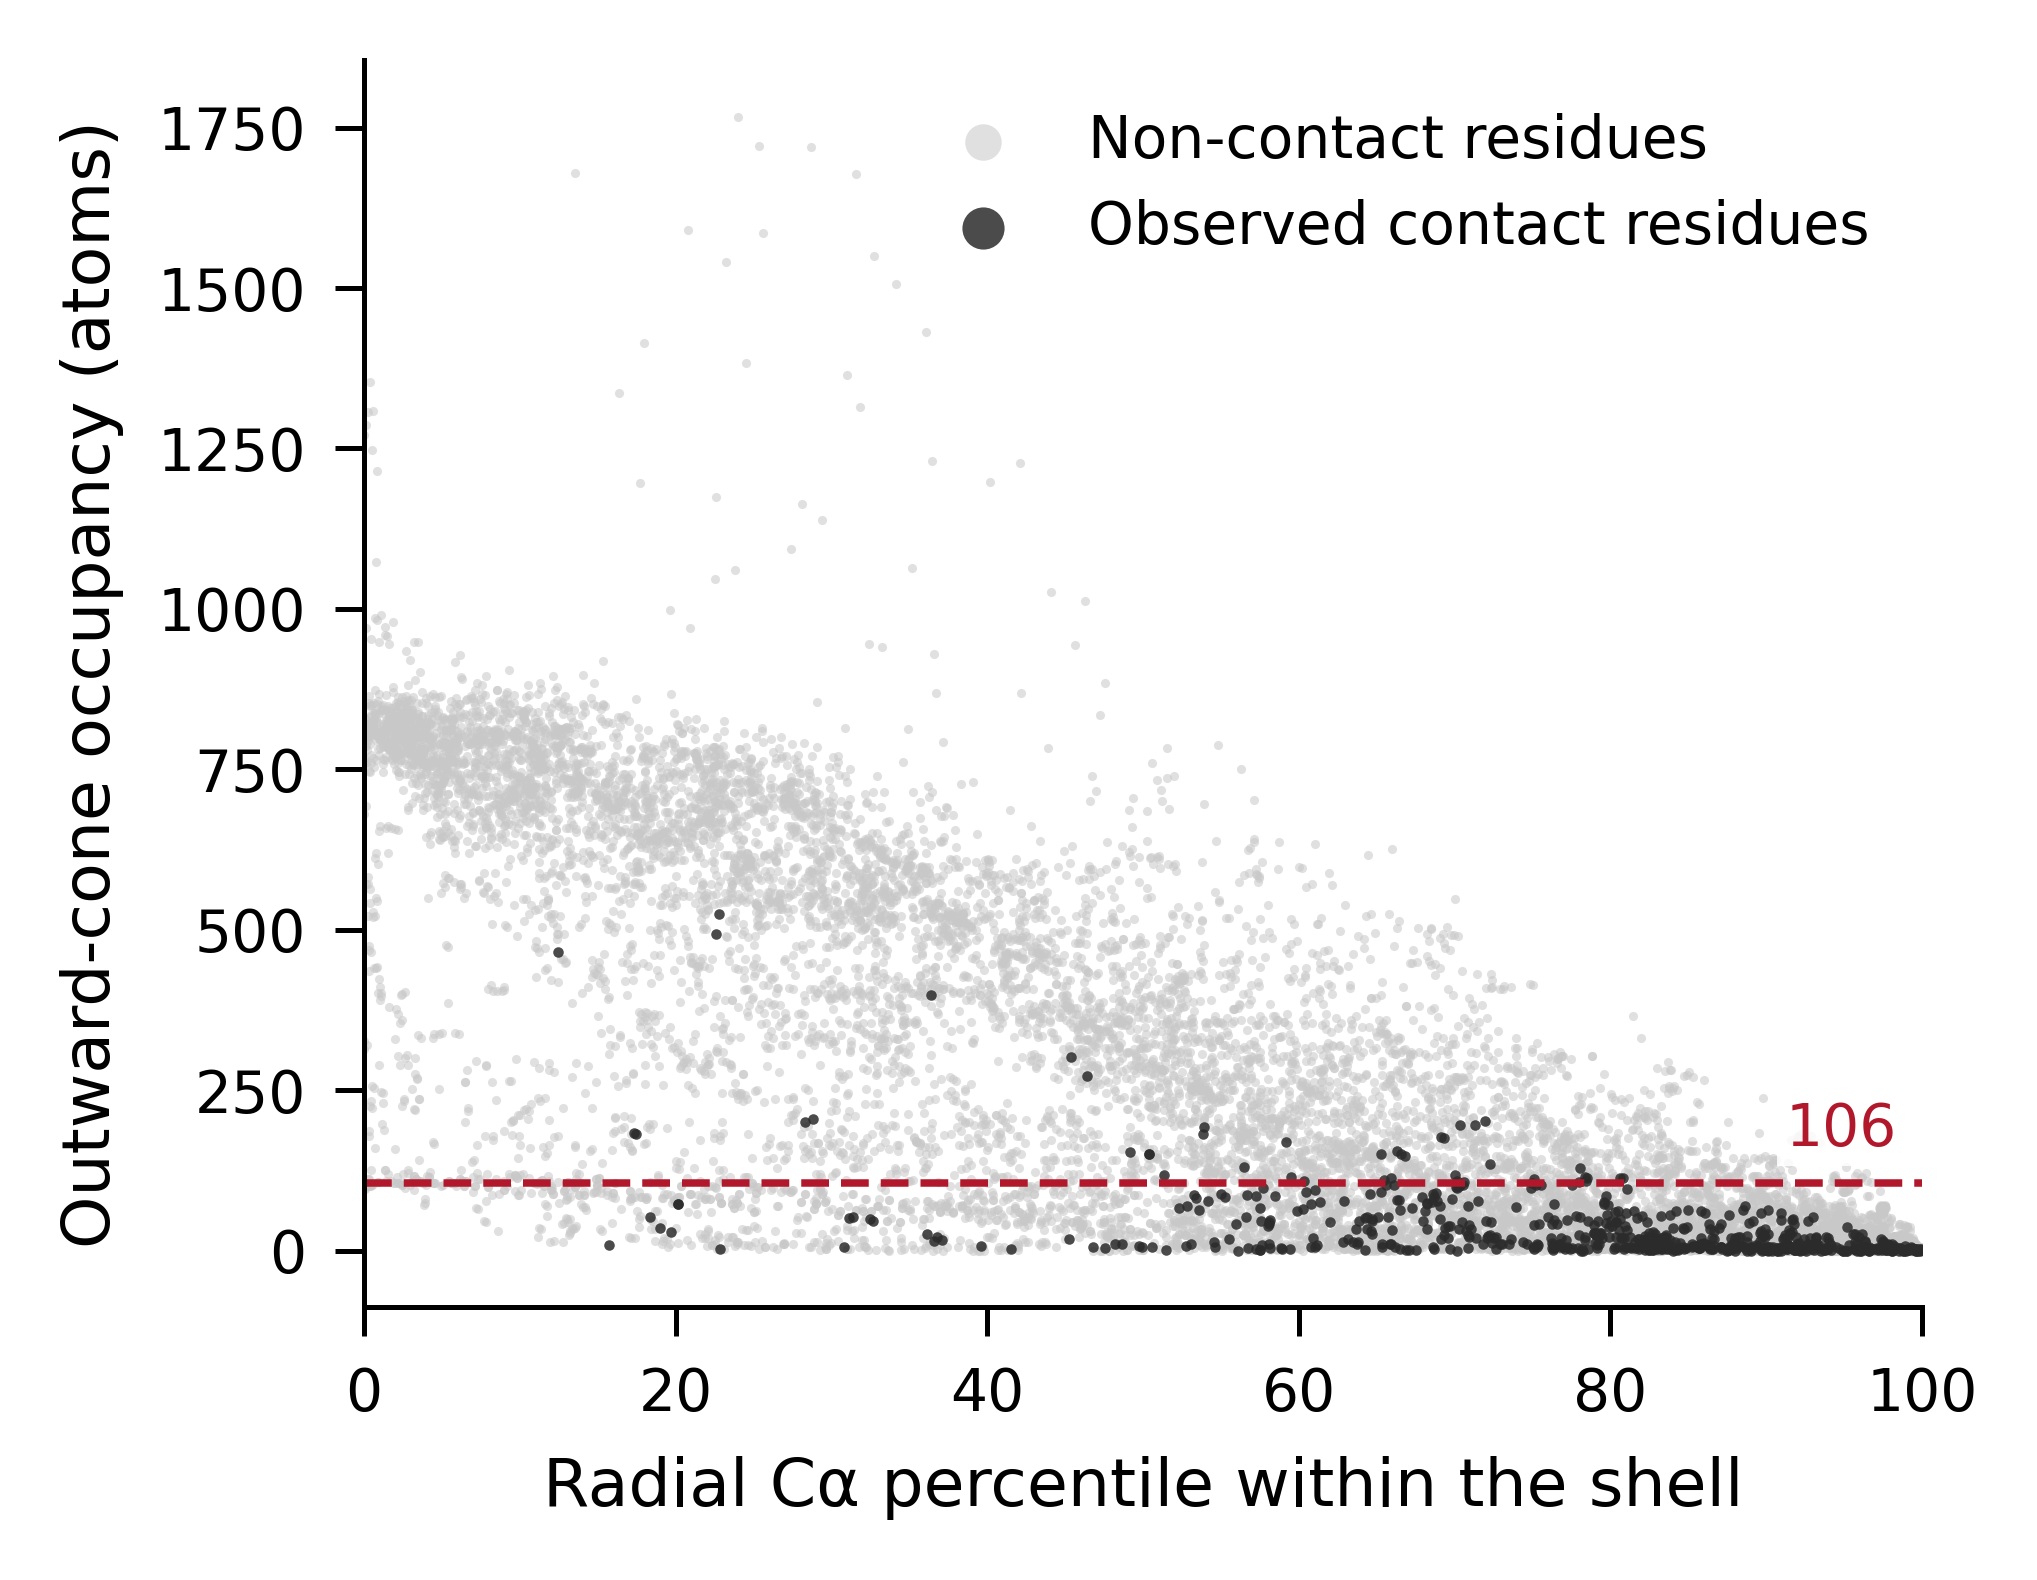 Outward-cone occupancy (atoms)
1750
1500
1250
1000
750
500
250
0
Non-contact residues
Observed contact residues
106
0 20 40 60 80 100
Radial Cα percentile within the shell